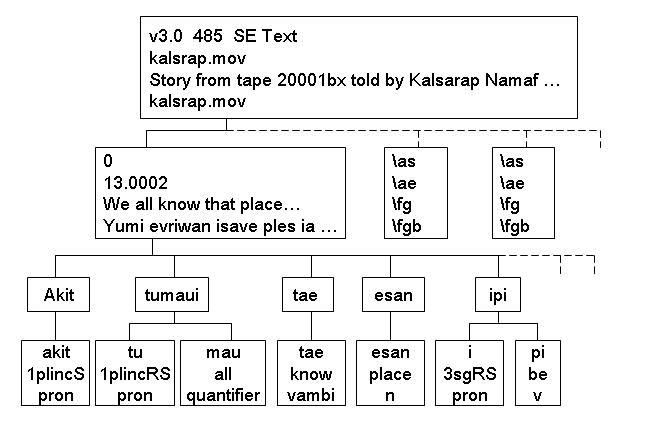 v3.0 485 SE Text
kalsrap.mov
Story from tape 20001bx told by Kalsarap Namaf …
kalsrap.mov
0
13.0002
We all know that place…
Yumi evriwan isave ples ia …
\as
\ae
\fg
\fgb
\as
\ae
\fg
\fgb
Akit
tumaui
tae
esan
ipi
akit
1plincS
pron
tu
1plincRS
pron
mau
all
quantifier
tae
know
vambi
esan
place
n
i
3sgRS
pron
pi
be
v